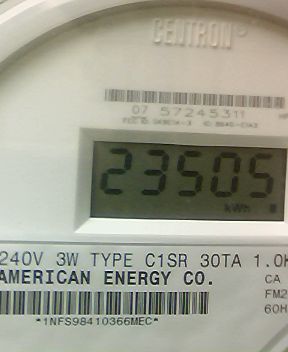 CENTRON®
07 57245311
23505
kWh
240V 3W TYPE C1SR 30TA 1.0K
AMERICAN ENERGY CO.
CA
FM2
60H
*1NFS98410366MEC*